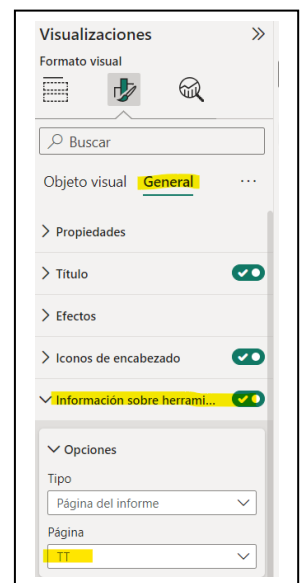 Visualizaciones
Formato visual
Buscar
Objeto visual General ...
Propiedades
Título
Efectos
Iconos de encabezado
Información sobre herrami...
Opciones
Tipo
Página del informe
Página
TT